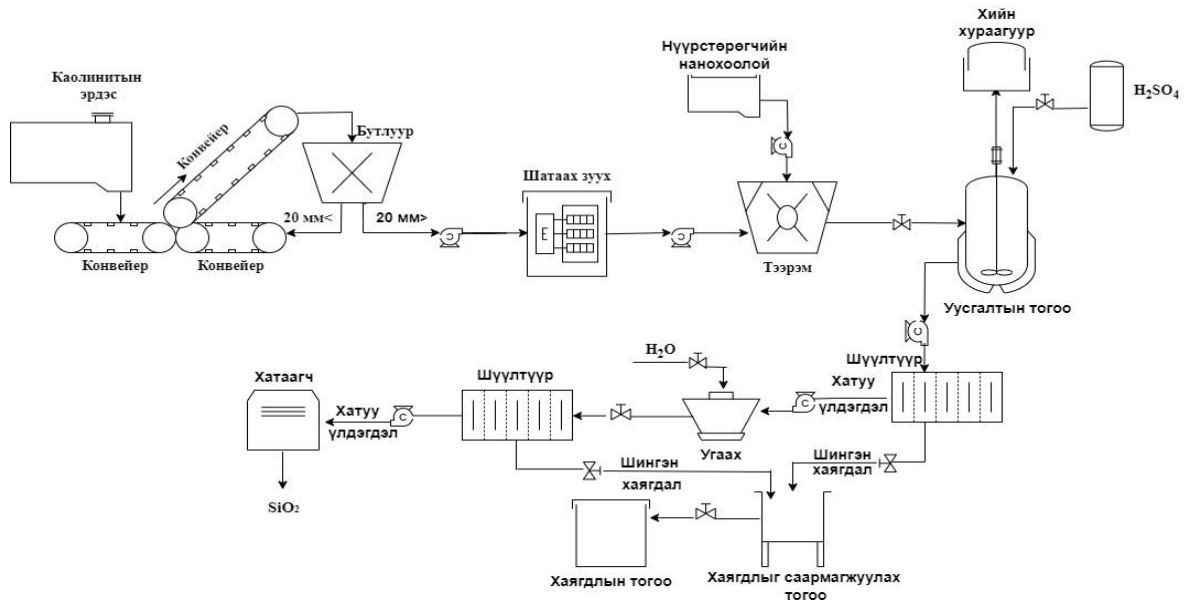 Каолинитын
эрдэс
Конвейер
Бутлуур
20 мм<
20 мм>
Конвейер
Конвейер
Шатаах зуух
E
C
C
Нүүрстөрөгчийн
нанохоолой
C
Тээрэм
Хийн
хураагуур
H₂SO₄
Уусгалтын тогоо
C
Шүүлтүүр
Хатуу
үлдэгдэл
C
H₂O
Угаах
Шүүлтүүр
C
Хатуу
үлдэгдэл
Хатаагч
SiO₂
Шингэн
хаягдал
Шингэн
хаягдал
Хаягдлын тогоо
Хаягдлыг саармагжуулах
тогоо